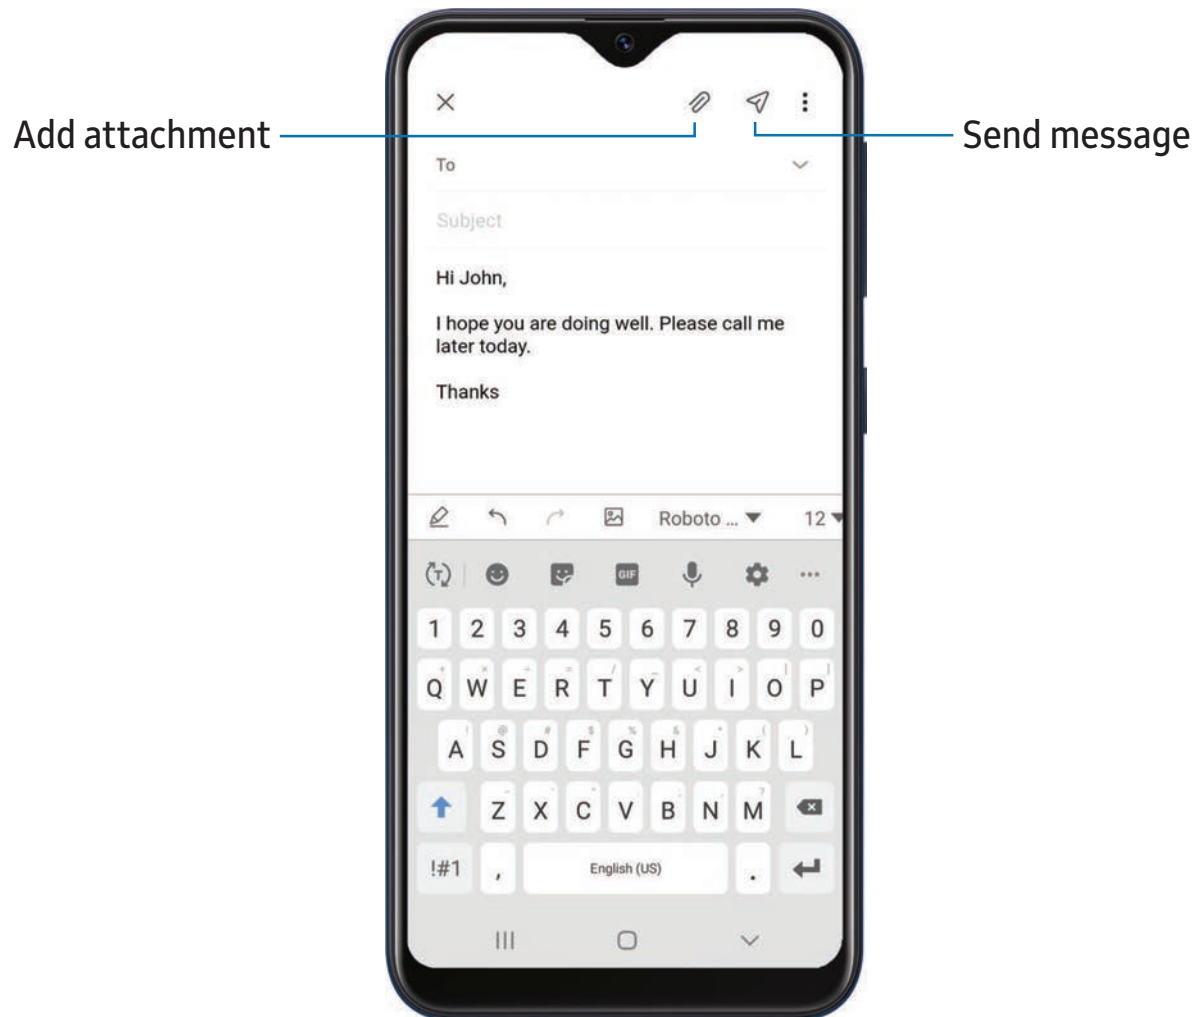 Add attachment
Send message
To
Subject
Hi John,
I hope you are doing well. Please call me
later today.
Thanks
Roboto ... 12
T GIF
1 2 3 4 5 6 7 8 9 0
Q W E R T Y U I O P
A S D F G H J K L
Z X C V B N M
!#1 , English (US) .